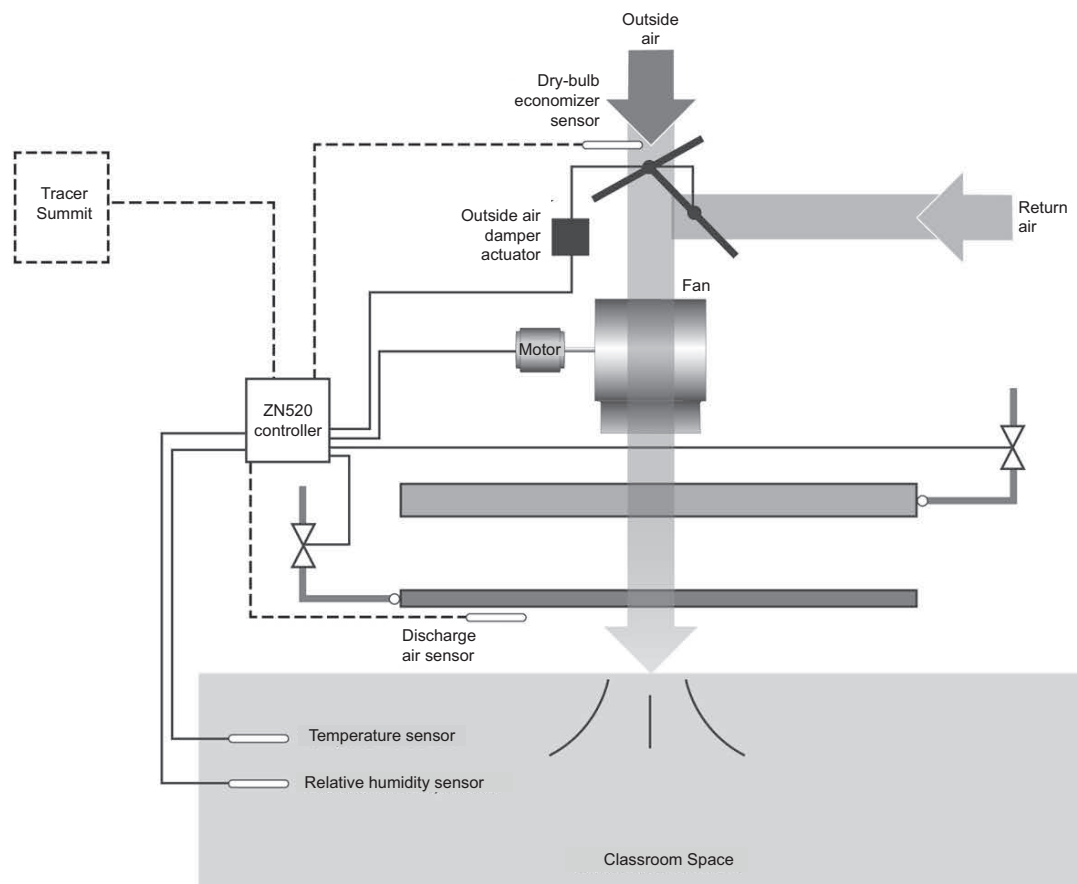 Outside
air
Dry-bulb
economizer
sensor
Tracer
Summit
Outside air
damper
actuator
Return
air
Fan
Motor
ZN520
controller
Discharge
air sensor
Temperature sensor
Relative humidity sensor
Classroom Space